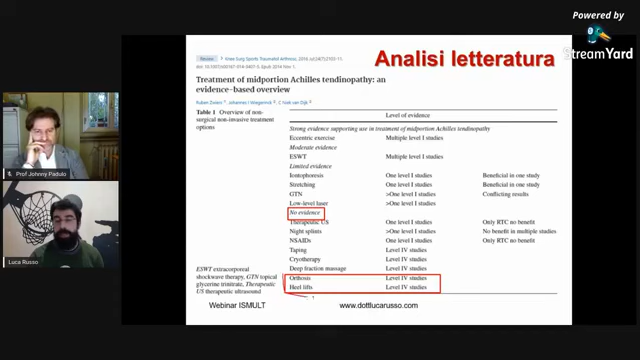 Powered by
StreamYard
Analisi letteratura
Review
Treatment of midportion Achilles tendinopathy: an
evidence-based overview
Ruben Zwiers, Johannes I Wiegerinck, C Niek van Dijk
Table 1 Overview of non-
surgical non-invasive treatment
options
Level of evidence
Strong evidence supporting use in treatment of midportion Achilles tendinopathy
Eccentric exercise Multiple level I studies
Moderate evidence
ESWT Multiple level I studies
Limited evidence
Iontophoresis One level I studies Beneficial in one study
Stretching One level I studies Beneficial in one study
GTN >One level I studies Conflicting results
Low-level laser >One level I studies
No evidence
Therapeutic US One level I studies Only RTC no benefit
Night splints >One level I studies No benefit in multiple studies
NSAIDs One level I studies Only RTC no benefit
Taping Level IV studies
Cryotherapy Level IV studies
Deep fraction massage Level IV studies
Orthosis Level IV studies
Heel lifts Level IV studies
ESWT extracorporeal
shockwave therapy, GTN topical
glycerine trinitrate, Therapeutic
US therapeutic ultrasound
Webinar ISMULT www.dottlucarusso.com
Prof Johnny Padulo
Luca Russo